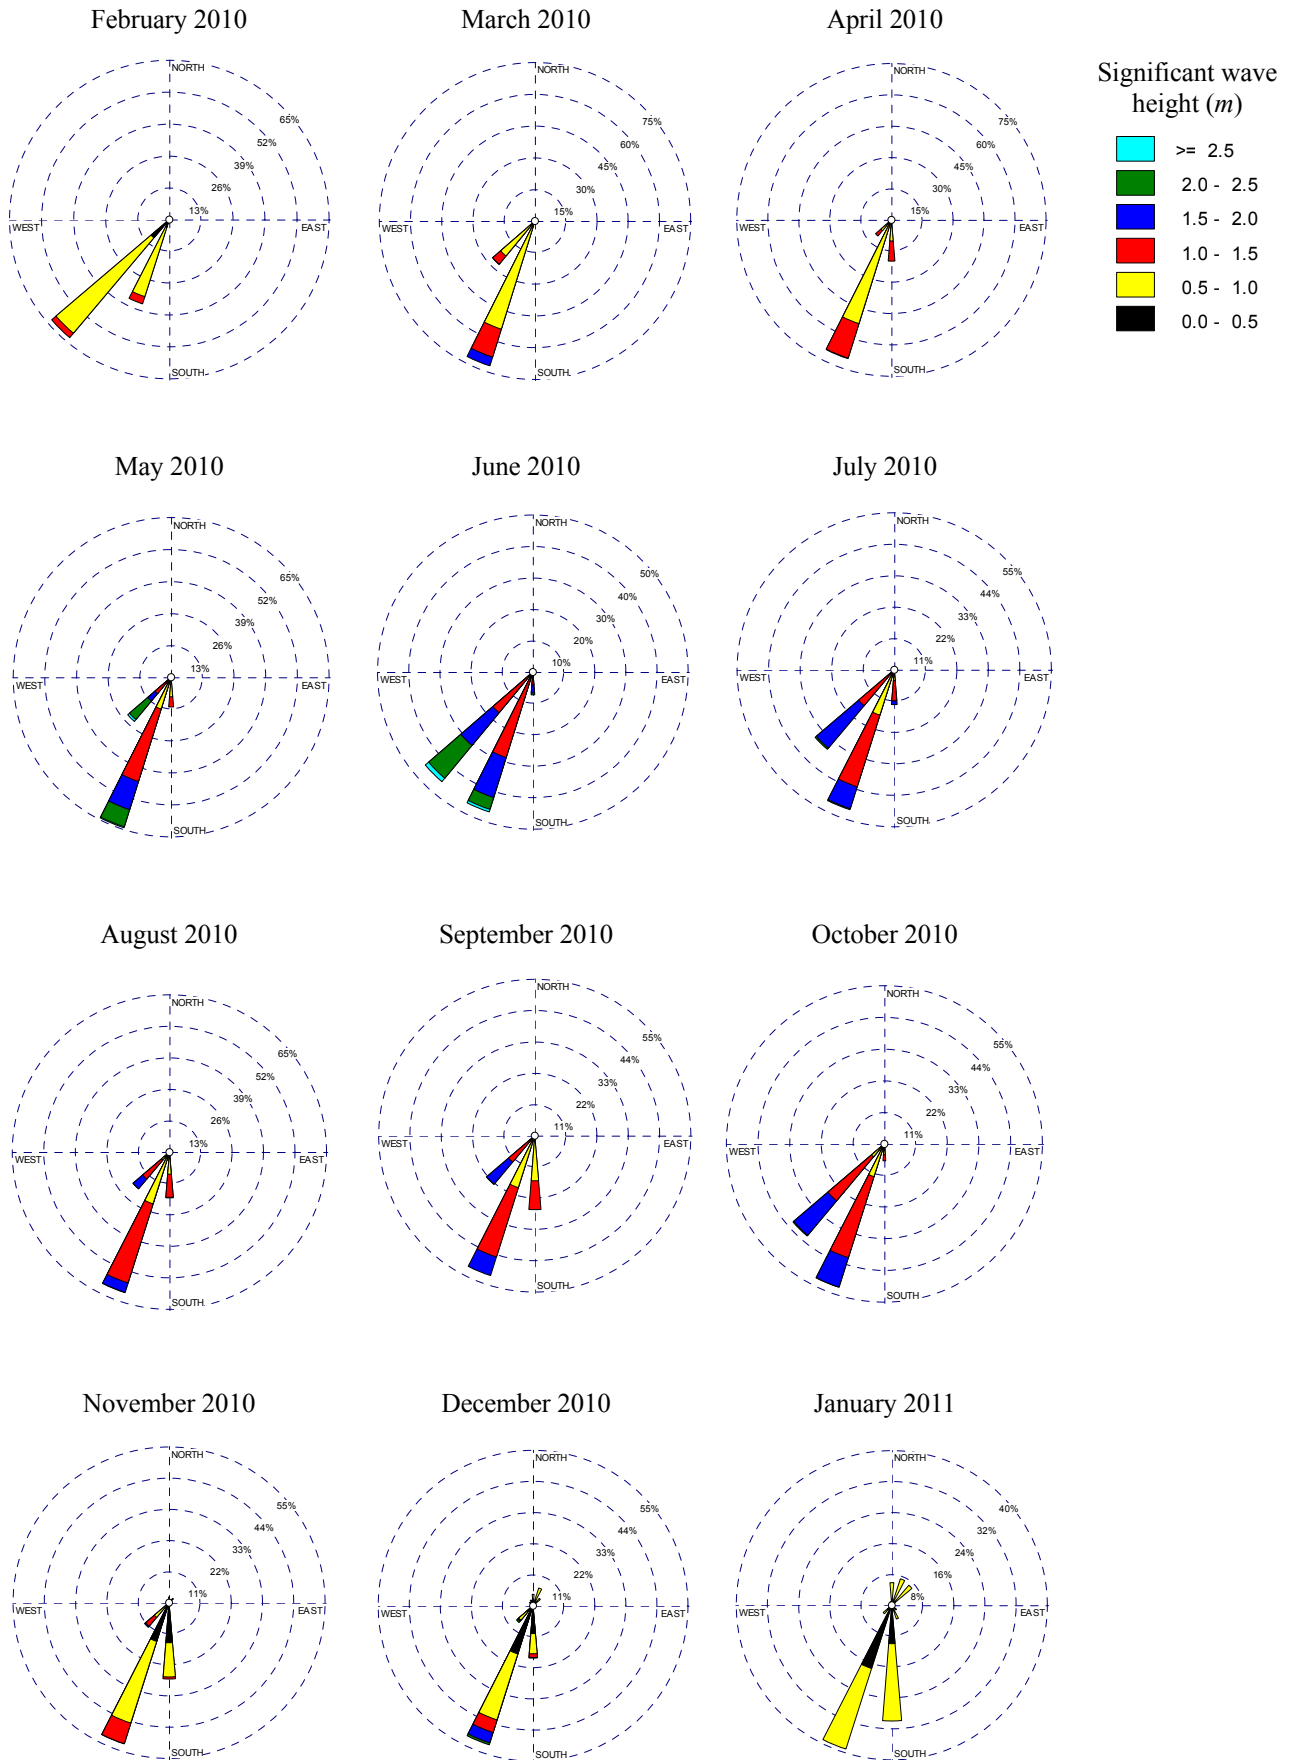 February 2010
March 2010
April 2010
Significant wave
height (m)
>= 2.5
2.0 - 2.5
1.5 - 2.0
1.0 - 1.5
0.5 - 1.0
0.0 - 0.5
NORTH
65%
52%
39%
26%
13%
WEST
EAST
SOUTH
NORTH
75%
60%
45%
30%
15%
WEST
EAST
SOUTH
NORTH
75%
60%
45%
30%
15%
WEST
EAST
SOUTH
May 2010
June 2010
July 2010
NORTH
65%
52%
39%
26%
13%
WEST
EAST
SOUTH
NORTH
50%
40%
30%
20%
10%
WEST
EAST
SOUTH
NORTH
55%
44%
33%
22%
11%
WEST
EAST
SOUTH
August 2010
September 2010
October 2010
NORTH
65%
52%
39%
26%
13%
WEST
EAST
SOUTH
NORTH
55%
44%
33%
22%
11%
WEST
EAST
SOUTH
NORTH
55%
44%
33%
22%
11%
WEST
EAST
SOUTH
November 2010
December 2010
January 2011
NORTH
55%
44%
33%
22%
11%
WEST
EAST
SOUTH
NORTH
55%
44%
33%
22%
11%
WEST
EAST
SOUTH
NORTH
40%
32%
24%
16%
8%
WEST
EAST
SOUTH